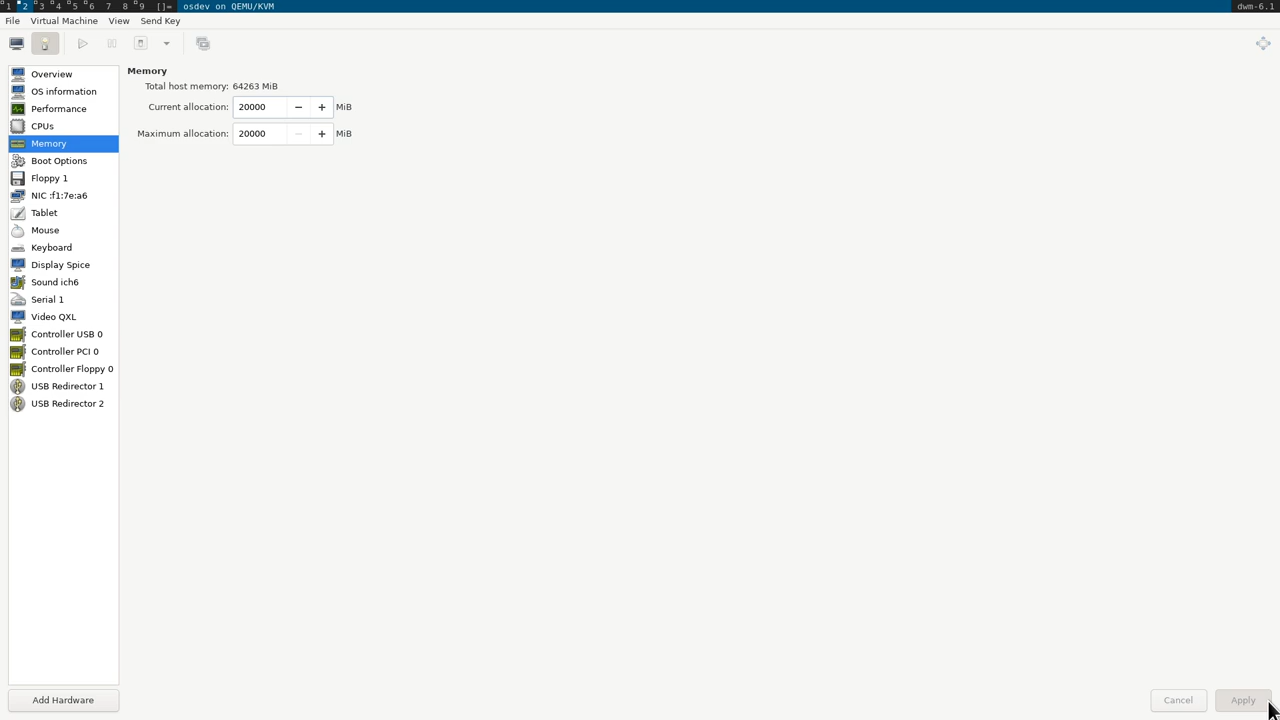 1 2 3 4 5 6 7 8 9 []= osdev on QEMU/KVM dwm-6.1
File Virtual Machine View Send Key
Overview
OS information
Performance
CPUs
Memory
Boot Options
Floppy 1
NIC :f1:7e:a6
Tablet
Mouse
Keyboard
Display Spice
Sound ich6
Serial 1
Video QXL
Controller USB 0
Controller PCI 0
Controller Floppy 0
USB Redirector 1
USB Redirector 2
Add Hardware
Memory
Total host memory: 64263 MiB
Current allocation: 20000 − + MiB
Maximum allocation: 20000 − + MiB
Cancel Apply